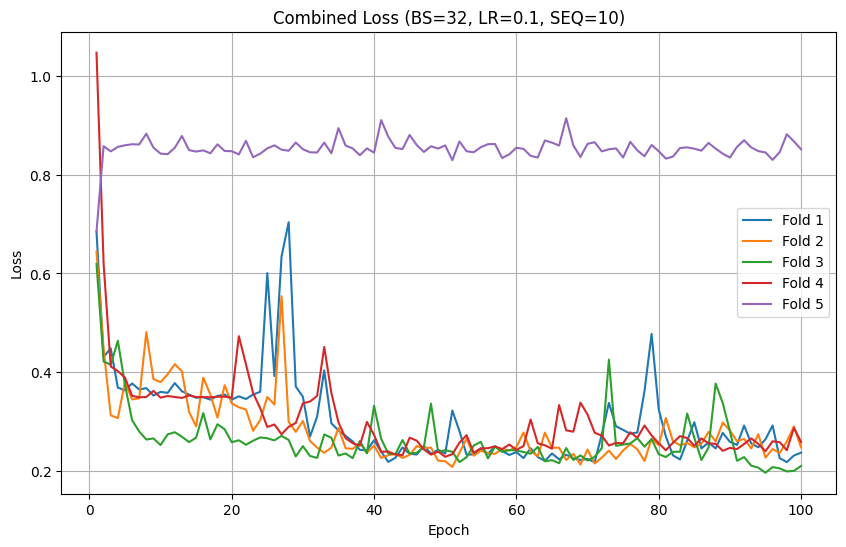 Combined Loss (BS=32, LR=0.1, SEQ=10)
Loss
1.0
0.8
0.6
0.4
0.2
Fold 1
Fold 2
Fold 3
Fold 4
Fold 5
0
20
40
60
80
100
Epoch